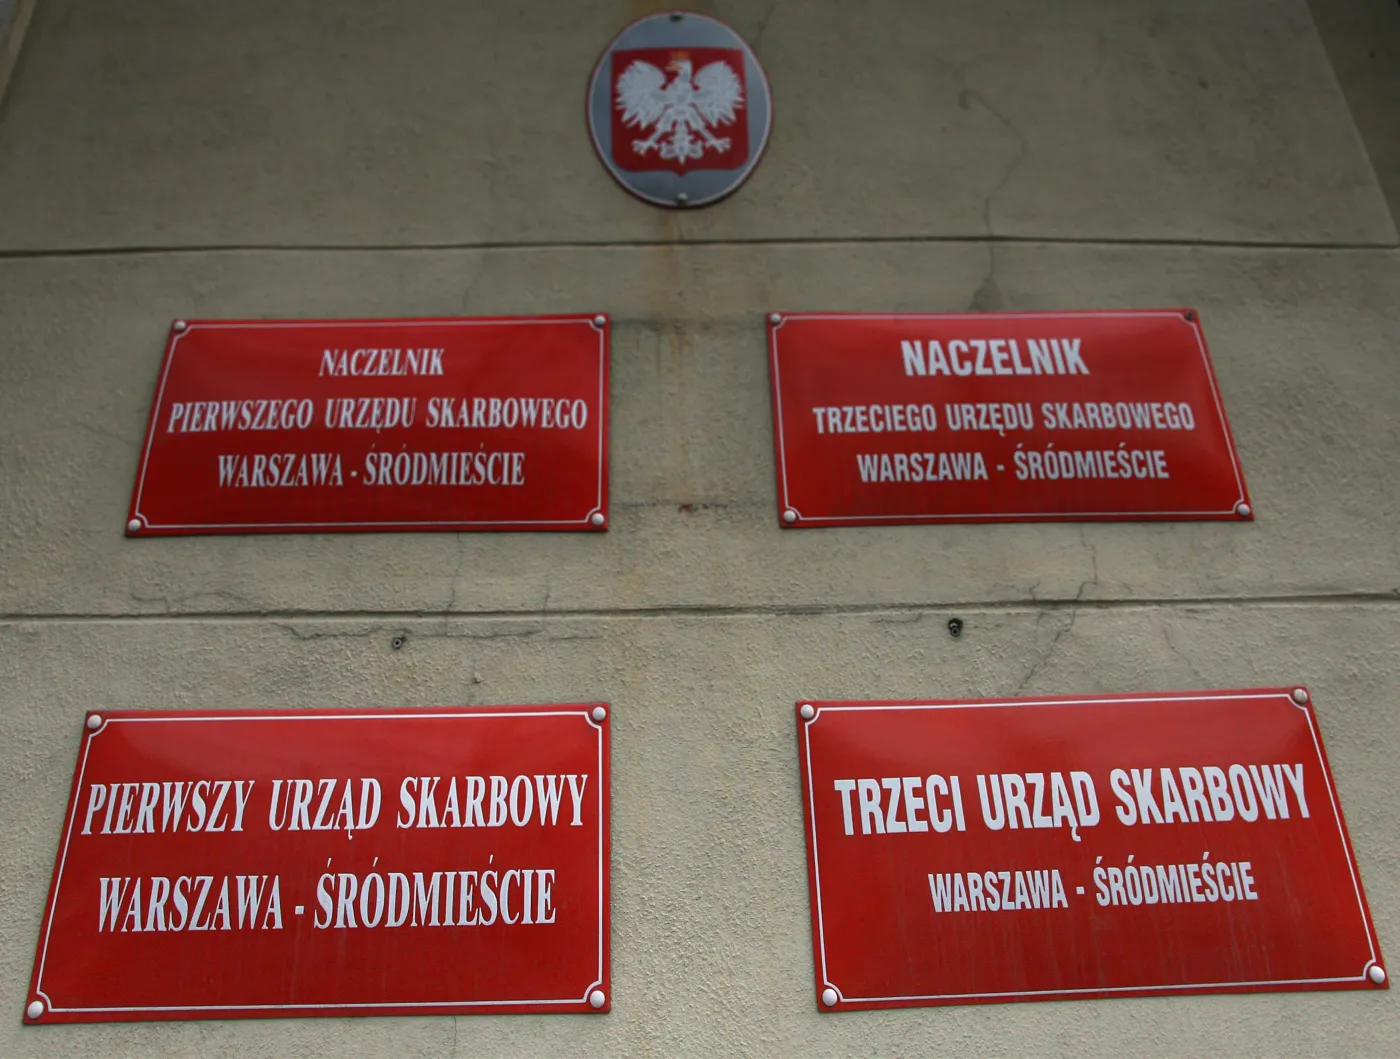 NACZELNIK
PIERWSZEGO URZĘDU SKARBOWEGO
WARSZAWA - ŚRÓDMIEŚCIE
NACZELNIK
TRZECIEGO URZĘDU SKARBOWEGO
WARSZAWA - ŚRÓDMIEŚCIE
PIERWSZY URZĄD SKARBOWY
WARSZAWA - ŚRÓDMIEŚCIE
TRZECI URZĄD SKARBOWY
WARSZAWA - ŚRÓDMIEŚCIE